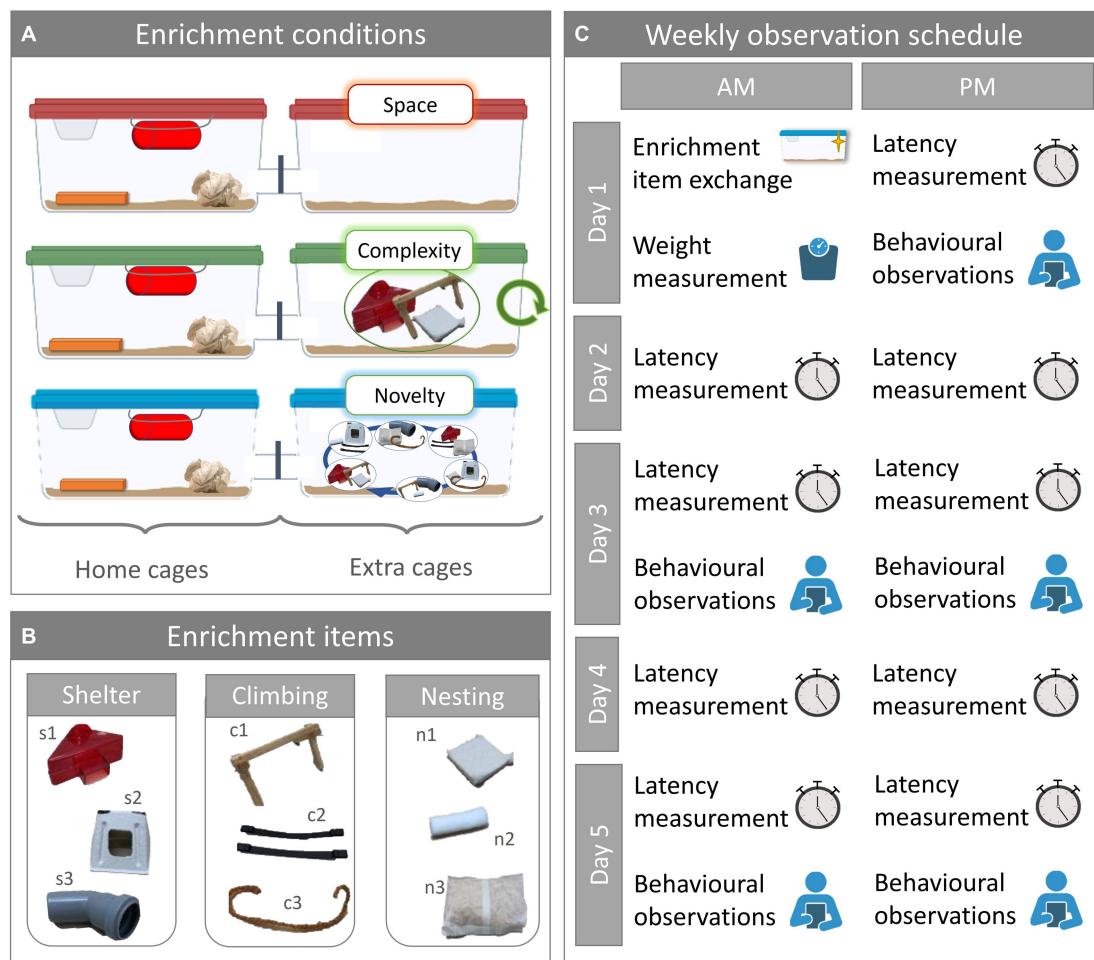 A
Enrichment conditions
Space
Complexity
Novelty
Home cages
Extra cages
B
Enrichment items
Shelter
Climbing
Nesting
s1
s2
s3
c1
c2
c3
n1
n2
n3
C
Weekly observation schedule
AM
PM
Day 1
Enrichment
item exchange
Latency
measurement
Weight
measurement
Behavioural
observations
Day 2
Latency
measurement
Latency
measurement
Day 3
Latency
measurement
Latency
measurement
Behavioural
observations
Behavioural
observations
Day 4
Latency
measurement
Latency
measurement
Day 5
Latency
measurement
Latency
measurement
Behavioural
observations
Behavioural
observations